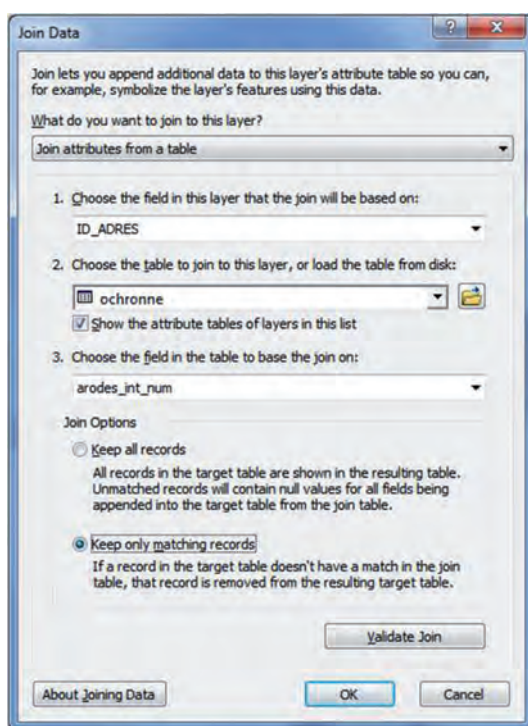 Join Data
Join lets you append additional data to this layer's attribute table so you can,
for example, symbolize the layer's features using this data.
What do you want to join to this layer?
Join attributes from a table
1. Choose the field in this layer that the join will be based on:
ID_ADRES
2. Choose the table to join to this layer, or load the table from disk:
ochronne
Show the attribute tables of layers in this list
3. Choose the field in the table to base the join on:
arodes_int_num
Join Options
Keep all records
All records in the target table are shown in the resulting table.
Unmatched records will contain null values for all fields being
appended into the target table from the join table.
Keep only matching records
If a record in the target table doesn't have a match in the join
table, that record is removed from the resulting target table.
Validate Join
About Joining Data
OK
Cancel